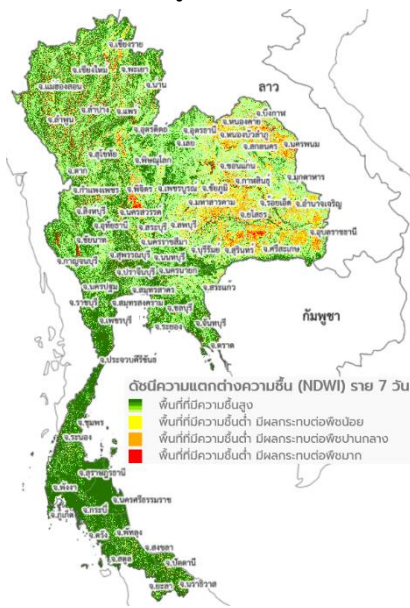 จ.เชียงราย
จ.เชียงใหม่
จ.พะเยา
จ.แม่ฮ่องสอน
จ.น่าน
จ.ลำปาง
จ.แพร่
จ.ลำพูน
ลาว
จ.อุตรดิตถ์
จ.อุดรธานี
จ.หนองคาย
จ.บึงกาฬ
จ.เลย
จ.หนองบัวลำภู
จ.สกลนคร
จ.นครพนม
จ.สุโขทัย
จ.พิษณุโลก
จ.ตาก
จ.ขอนแก่น
จ.กาฬสินธุ์
จ.มุกดาหาร
จ.กำแพงเพชร
จ.พิจิตร
จ.เพชรบูรณ์
จ.ชัยภูมิ
จ.มหาสารคาม
จ.ร้อยเอ็ด
จ.อำนาจเจริญ
จ.ยโสธร
จ.สิงหบุรี
จ.นครสวรรค์
จ.อุทัยธานี
จ.สระบุรี
จ.ลพบุรี
จ.อุบลราชธานี
จ.ชัยนาท
จ.นครราชสีมา
จ.บุรีรัมย์
จ.สุรินทร์
จ.ศรีสะเกษ
จ.สุพรรณบุรี
จ.นนทบุรี
จ.กาญจนบุรี
จ.ปราจีนบุรี
จ.นครนายก
จ.นครปฐม
จ.สมุทรสาคร
จ.สระแก้ว
จ.ราชบุรี
จ.สมุทรสงคราม
จ.ชลบุรี
จ.เพชรบุรี
จ.ระยอง
จ.จันทบุรี
กัมพูชา
จ.ตราด
จ.ประจวบคีรีขันธ์
ดัชนีความแตกต่างความชื้น (NDWI) ราย 7 วัน
พื้นที่ที่มีความชื้นสูง
พื้นที่ที่มีความชื้นต่ำ มีผลกระทบต่อพืชน้อย
พื้นที่ที่มีความชื้นต่ำ มีผลกระทบต่อพืชปานกลาง
พื้นที่ที่มีความชื้นต่ำ มีผลกระทบต่อพืชมาก
จ.ชุมพร
จ.ระนอง
จ.สุราษฎรธานี
จ.พังงา
จ.นครศรีธรรมราช
จ.กระบี่
จ.ภูเก็ต
จ.ตรัง
จ.พัทลุง
จ.สงขลา
จ.สตูล
จ.ปัตตานี
จ.ยะลา
จ.นราธิวาส